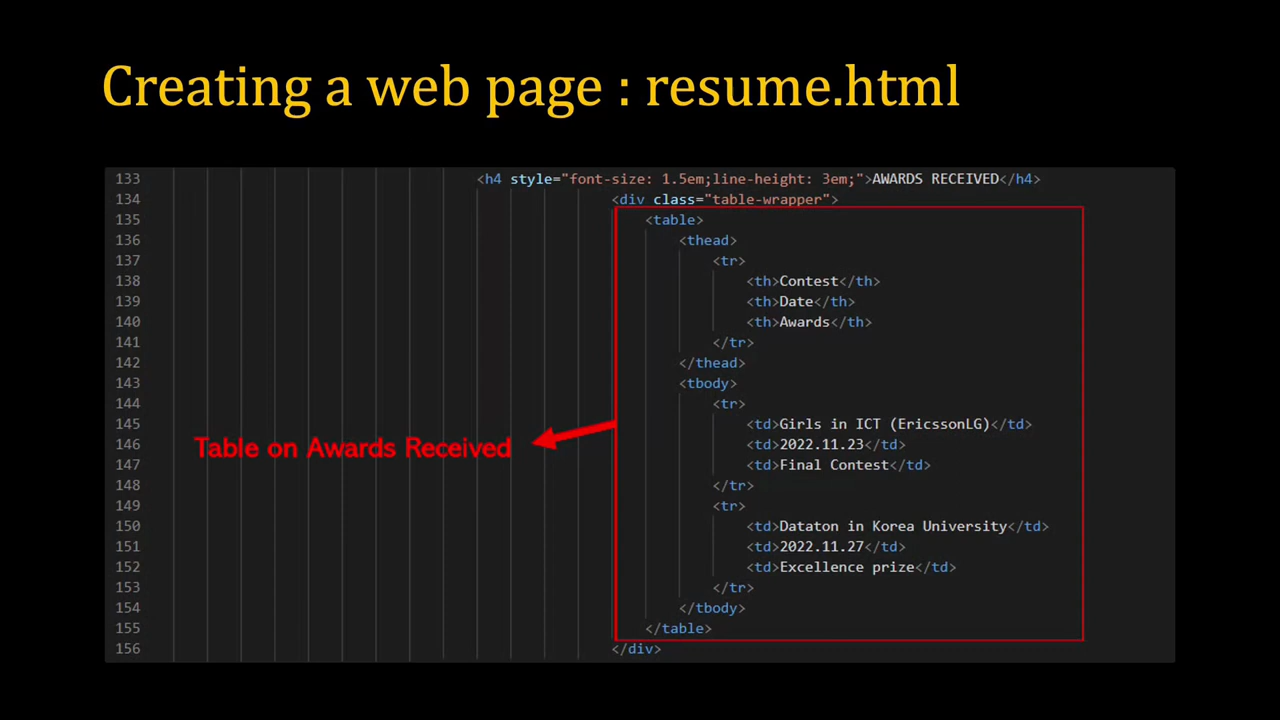 Creating a web page : resume.html
133 <h4 style="font-size: 1.5em;line-height: 3em;">AWARDS RECEIVED</h4>
134 <div class="table-wrapper">
135 <table>
136 <thead>
137 <tr>
138 <th>Contest</th>
139 <th>Date</th>
140 <th>Awards</th>
141 </tr>
142 </thead>
143 <tbody>
144 <tr>
145 <td>Girls in ICT (EricssonLG)</td>
146 <td>2022.11.23</td>
Table on Awards Received
147 <td>Final Contest</td>
148 </tr>
149 <tr>
150 <td>Dataton in Korea University</td>
151 <td>2022.11.27</td>
152 <td>Excellence prize</td>
153 </tr>
154 </tbody>
155 </table>
156 </div>